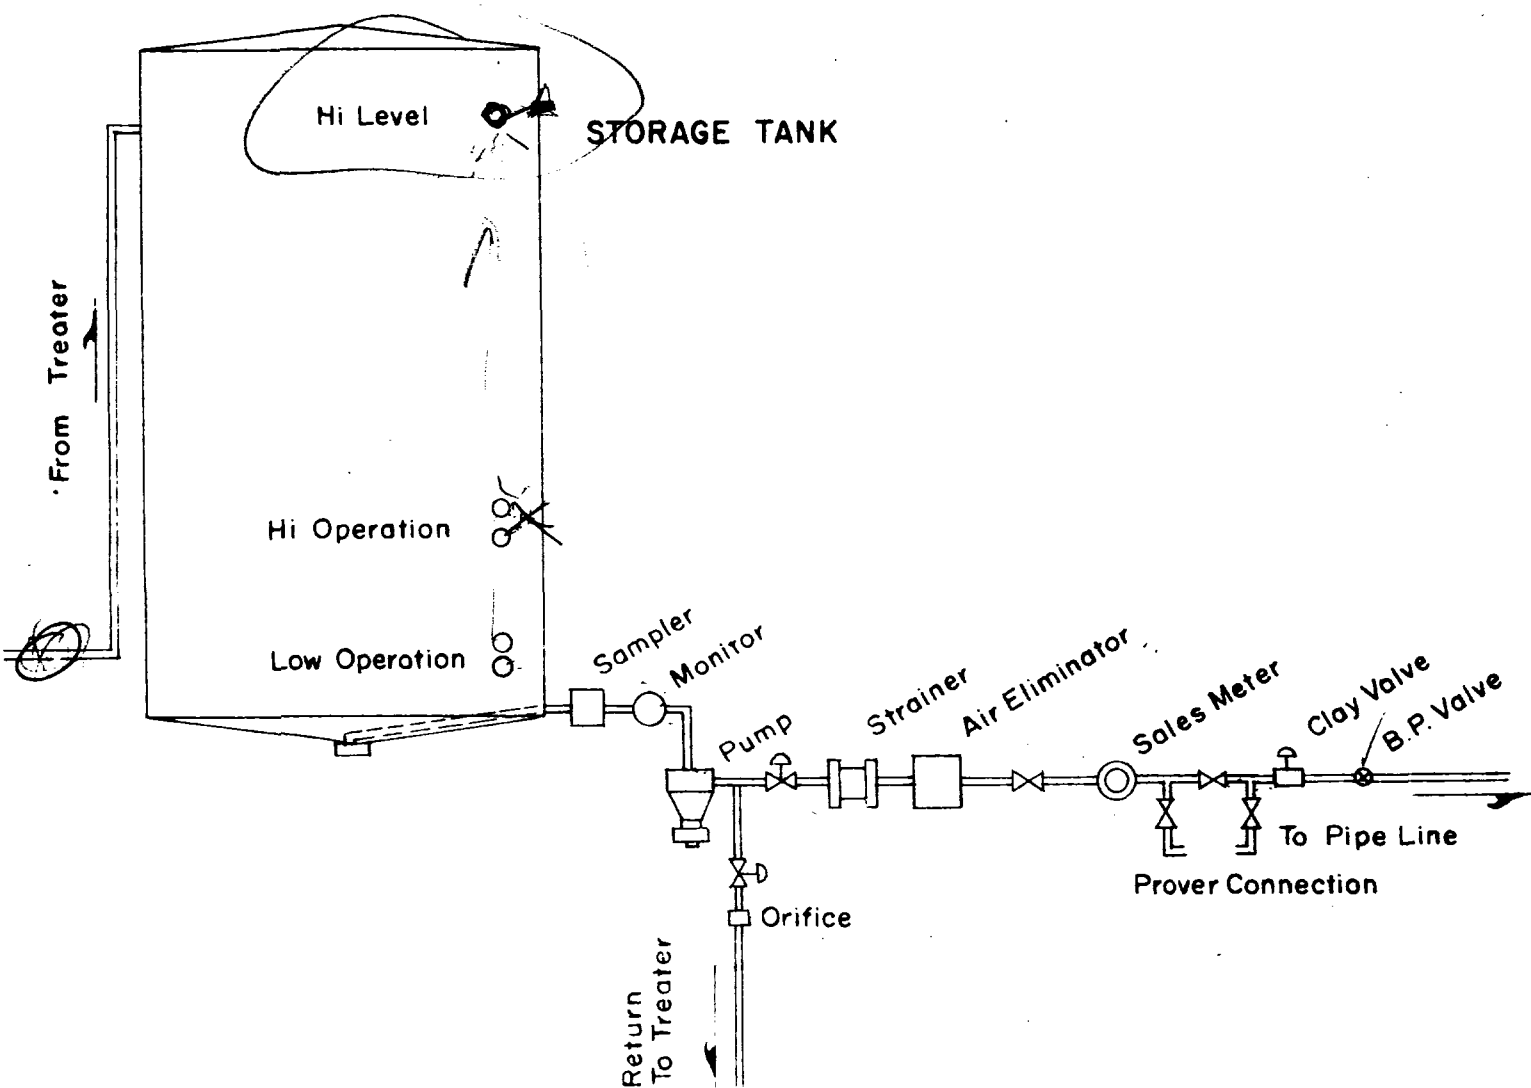 Hi Level
STORAGE TANK
From Treater
Hi Operation
Low Operation
Sampler
Monitor
Pump
Strainer
Air Eliminator
Sales Meter
Clay Valve
B.P. Valve
To Pipe Line
Prover Connection
Orifice
Return
To Treater